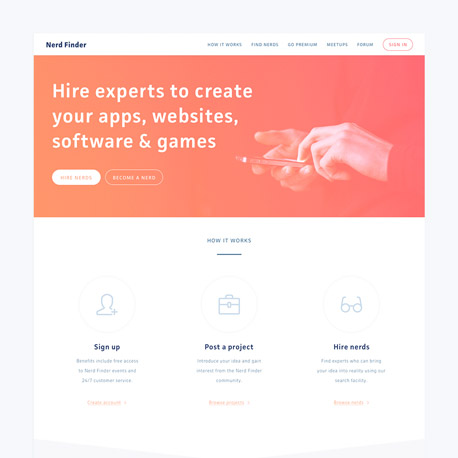 Nerd Finder
HOW IT WORKS FIND NERDS GO PREMIUM MEETUPS FORUM SIGN IN
Hire experts to create
your apps, websites,
software & games
HIRE NERDS BECOME A NERD
HOW IT WORKS
Sign up
Benefits include free access
to Nerd Finder events and
24/7 customer service.
Create account >
Post a project
Introduce your idea and gain
interest from the Nerd Finder
community.
Browse projects >
Hire nerds
Find experts who can bring
your idea into reality using our
search facility.
Browse nerds >